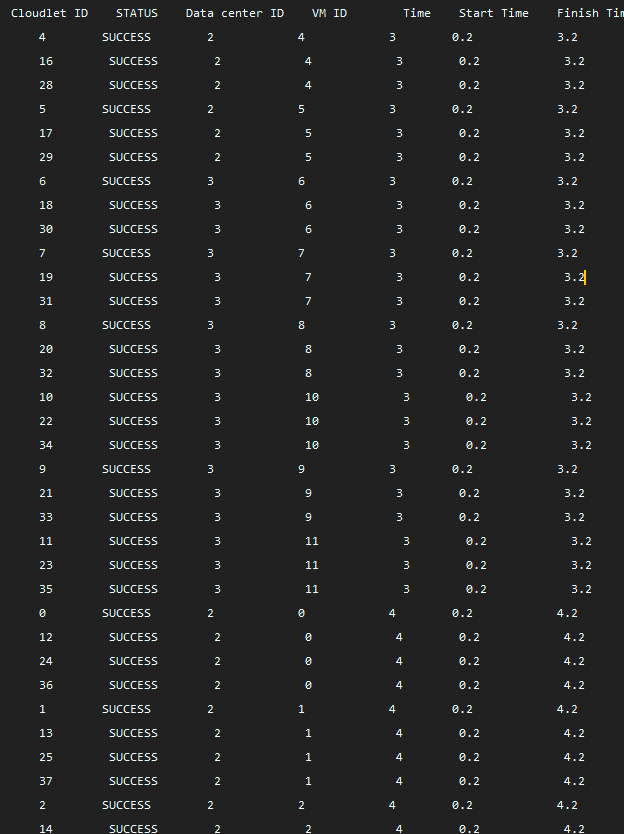 Cloudlet ID    STATUS    Data center ID    VM ID        Time    Start Time    Finish Tim
    4        SUCCESS        2            4            3        0.2            3.2
    16        SUCCESS        2            4            3        0.2            3.2
    28        SUCCESS        2            4            3        0.2            3.2
    5        SUCCESS        2            5            3        0.2            3.2
    17        SUCCESS        2            5            3        0.2            3.2
    29        SUCCESS        2            5            3        0.2            3.2
    6        SUCCESS        3            6            3        0.2            3.2
    18        SUCCESS        3            6            3        0.2            3.2
    30        SUCCESS        3            6            3        0.2            3.2
    7        SUCCESS        3            7            3        0.2            3.2
    19        SUCCESS        3            7            3        0.2            3.2
    31        SUCCESS        3            7            3        0.2            3.2
    8        SUCCESS        3            8            3        0.2            3.2
    20        SUCCESS        3            8            3        0.2            3.2
    32        SUCCESS        3            8            3        0.2            3.2
    10        SUCCESS        3            10            3        0.2            3.2
    22        SUCCESS        3            10            3        0.2            3.2
    34        SUCCESS        3            10            3        0.2            3.2
    9        SUCCESS        3            9            3        0.2            3.2
    21        SUCCESS        3            9            3        0.2            3.2
    33        SUCCESS        3            9            3        0.2            3.2
    11        SUCCESS        3            11            3        0.2            3.2
    23        SUCCESS        3            11            3        0.2            3.2
    35        SUCCESS        3            11            3        0.2            3.2
    0        SUCCESS        2            0            4        0.2            4.2
    12        SUCCESS        2            0            4        0.2            4.2
    24        SUCCESS        2            0            4        0.2            4.2
    36        SUCCESS        2            0            4        0.2            4.2
    1        SUCCESS        2            1            4        0.2            4.2
    13        SUCCESS        2            1            4        0.2            4.2
    25        SUCCESS        2            1            4        0.2            4.2
    37        SUCCESS        2            1            4        0.2            4.2
    2        SUCCESS        2            2            4        0.2            4.2
    14        SUCCESS        2            2            4        0.2            4.2